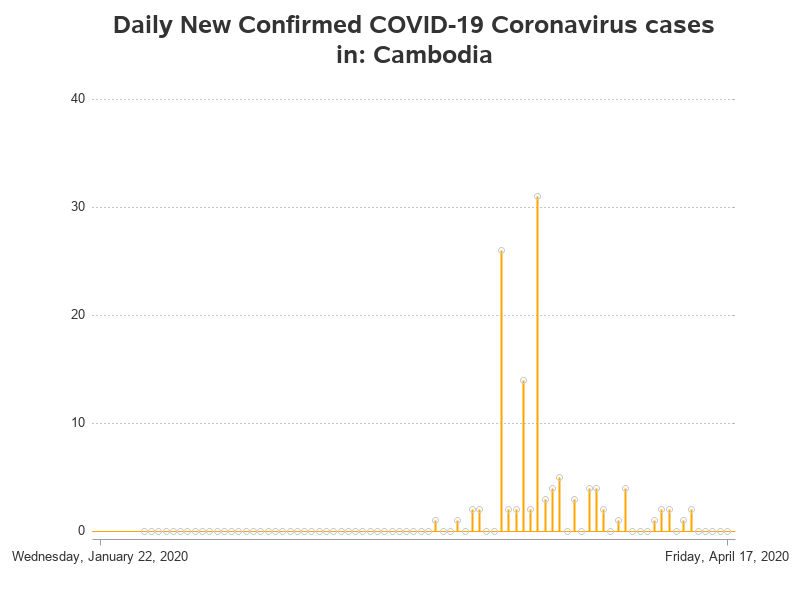 Daily New Confirmed COVID-19 Coronavirus cases
in: Cambodia
40
30
20
10
0
Wednesday, January 22, 2020
Friday, April 17, 2020